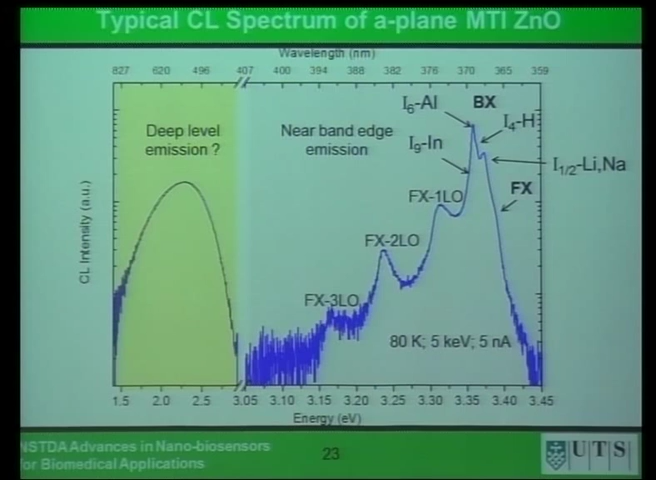 Typical CL Spectrum of a-plane MTI ZnO
Wavelength (nm)
827 620 496 407 400 394 388 382 376 370 365 359
Deep level
emission ?
Near band edge
emission
I6-Al
BX
I4-H
I9-In
I1/2-Li,Na
FX-1LO
FX
FX-2LO
FX-3LO
80 K; 5 keV; 5 nA
CL Intensity (a.u.)
1.5 2.0 2.5 3.05 3.10 3.15 3.20 3.25 3.30 3.35 3.40 3.45
Energy (eV)
NSTDA Advances in Nano-biosensors
for Biomedical Applications
23
UTS